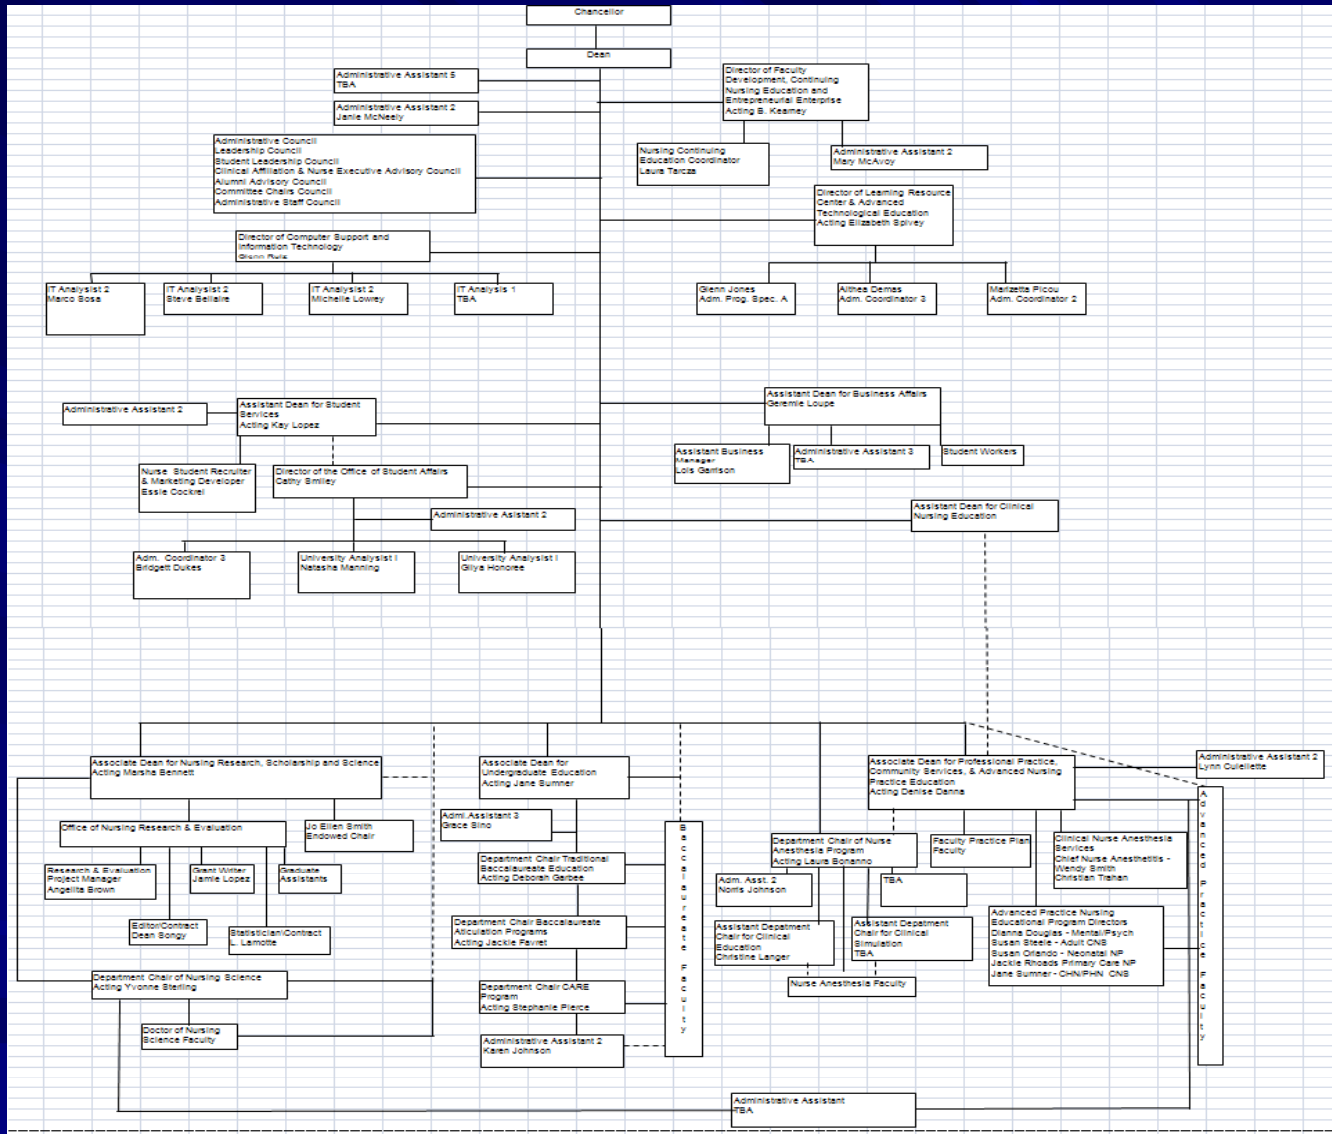 Chancellor
Dean
Administrative Assistant 5
TBA
Director of Faculty
Development, Continuing
Nursing Education and
Entrepreneurial Enterprise
Acting B. Kearney
Administrative Assistant 2
Janie McNeely
Administrative Council
Leadership Council
Student Leadership Council
Clinical Affiliation & Nurse Executive Advisory Council
Alumni Advisory Council
Committee Chairs Council
Administrative Staff Council
Nursing Continuing
Education Coordinator
Laura Tarcza
Administrative Assistant 2
Mary McAvoy
Director of Learning Resource
Center & Advanced
Technological Education
Acting Elizabeth Spivey
Director of Computer Support and
Information Technology
Glenn Ruiz
IT Analysist 2
Marco Sosa
IT Analysist 2
Steve Bellaire
IT Analysist 2
Michelle Lowrey
IT Analysis 1
TBA
Glenn Jones
Adm. Prog. Spec. A
Althea Demas
Adm. Coordinator 3
Marizetta Picou
Adm. Coordinator 2
Administrative Assistant 2
Assistant Dean for Student
Services
Acting Kay Lopez
Assistant Dean for Business Affairs
Geremie Loupe
Nurse Student Recruiter
& Marketing Developer
Essie Cockrel
Director of the Office of Student Affairs
Cathy Smiley
Assistant Business
Manager
Lois Garrison
Administrative Assistant 3
TBA
Student Workers
Administrative Asistant 2
Assistant Dean for Clinical
Nursing Education
Adm. Coordinator 3
Bridgett Dukes
University Analysist I
Natasha Manning
University Analysist I
Gilya Honoree
Associate Dean for Nursing Research, Scholarship and Science
Acting Marsha Bennett
Associate Dean for
Undergraduate Education
Acting Jane Sumner
Associate Dean for Professional Practice,
Community Services, & Advanced Nursing
Practice Education
Acting Denise Danna
Administrative Assistant 2
Lynn
Office of Nursing Research & Evaluation
Jo Ellen Smith
Endowed Chair
Admi.Assistant 3
Grace Sino
Baccalaureate Faculty
Department Chair of Nurse
Anesthesia Program
Acting Laura Bonanno
Faculty Practice Plan
Faculty
Clinical Nurse Anesthesia
Services
Chief Nurse Anesthetitis -
Wendy Smith
Christian Trahan
Advanced Practice Faculty
Research & Evaluation
Project Manager
Angelita Brown
Grant Writer
Jamie Lopez
Graduate
Assistants
Department Chair Traditional
Baccalaureate Education
Acting Deborah Garbee
Adm. Asst. 2
Norris Johnson
TBA
Editor/Contract
Dean Songy
Statistician\Contract
L. Lamotte
Department Chair Baccalaureate
Aticulation Programs
Acting Jackie Favret
Assistant Depatment
Chair for Clinical
Education
Christine Langer
Assistant Depatment
Chair for Clinical
Simulation
TBA
Advanced Practice Nursing
Educational Program Directors
Dianna Douglas - Mental/Psych
Susan Steele - Adult CNS
Susan Orlando - Neonatal NP
Jackie Rhoads Primary Care NP
Jane Sumner - CHN/PHN CNS
Department Chair of Nursing Science
Acting Yvonne Sterling
Department Chair CARE
Program
Acting Stephanie Pierce
Nurse Anesthesia Faculty
Doctor of Nursing
Science Faculty
Administrative Assistant 2
Karen Johnson
Administrative Assistant
TBA